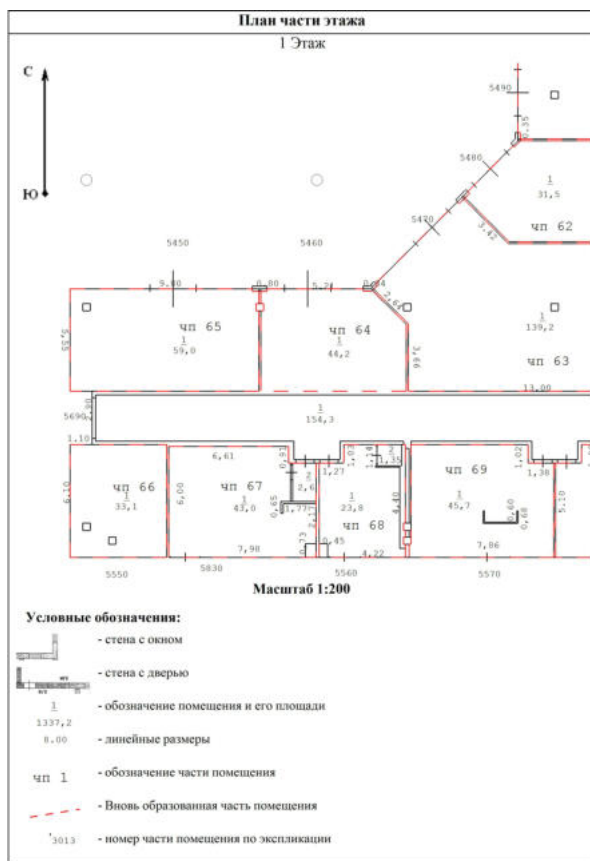 План части этажа
1 Этаж
С
Ю
5490
0.35
5480
1
31,5
чп 62
5470
3.42
5450
5460
9.00
0.80
5.20
2.64
5,55
чп 65
1
59,0
чп 64
1
44,2
3,66
1
139,2
чп 63
13.00
5690
1.10
154,3
6,61
0,93
1,27
1,03
1,14
1,35
1,02
1,38
6.10
чп 66
1
33,1
6,00
чп 67
1
43,0
2,6
0,65
1,77
2,17
1
23,8
чп 68
4,40
чп 69
1
45,7
0,60
0,68
5.10
7,98
0,73
0,45
4,22
7,86
5550
5830
5560
5570
Масштаб 1:200
Условные обозначения:
- стена с окном
- стена с дверью
1
1337,2
- обозначение помещения и его площади
8.00
- линейные размеры
чп 1
- обозначение части помещения
- Вновь образованная часть помещения
3013
- номер части помещения по экспликации